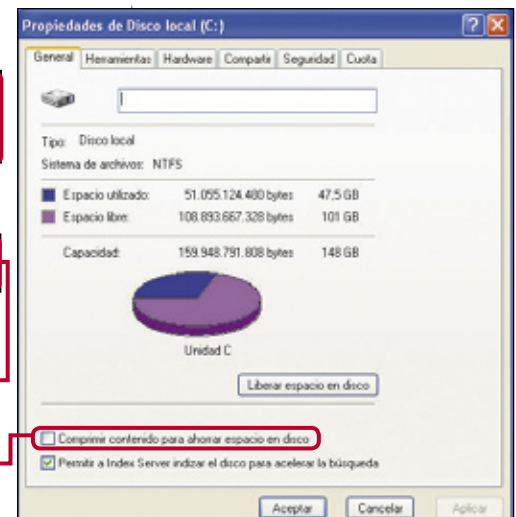 Propiedades de Disco local (C:)
General Herramientas Hardware Compartir Seguridad Cuota
Tipo: Disco local
Sistema de archivos: NTFS
Espacio utilizado: 51.055.124.480 bytes 47,5 GB
Espacio libre: 108.893.667.328 bytes 101 GB
Capacidad: 159.948.791.808 bytes 148 GB
Unidad C
Liberar espacio en disco
Comprimir contenido para ahorrar espacio en disco
Permitir a Index Server indizar el disco para acelerar la búsqueda
Aceptar Cancelar Aplicar